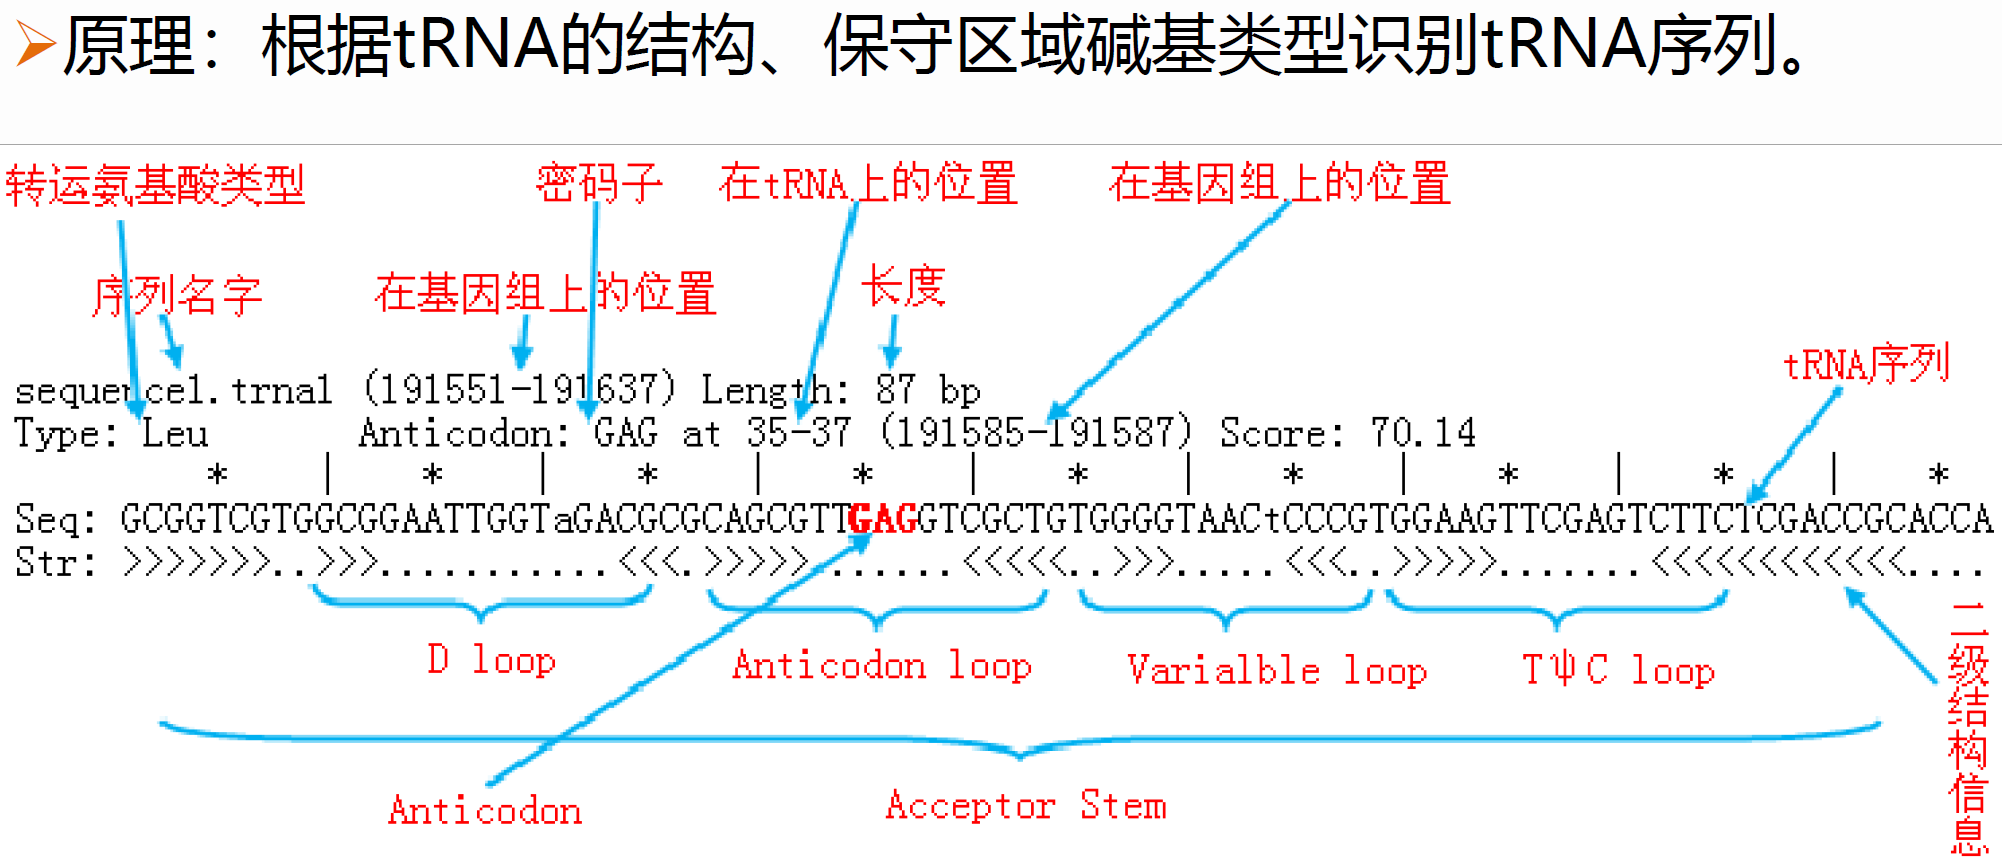 ➢原理：根据tRNA的结构、保守区域碱基类型识别tRNA序列。
转运氨基酸类型 密码子 在tRNA上的位置 在基因组上的位置
序列名字 在基因组上的位置 长度
tRNA序列
sequence1.trna1 (191551-191637) Length: 87 bp
Type: Leu Anticodon: GAG at 35-37 (191585-191587) Score: 70.14
* | * | * | * | * | * | * | * | *
Seq: GCGGTCGTGGCGGAATTGGTaGACGCGCAGCGTTGAGGTCGCTGTGGGGTAACtCCCGTGGAAGTTCGAGTCTTCTCGACCGCACCA
Str: >>>>>>>..>>>...........<<<.>>>>>.......<<<<<..>>>.....<<<..>>>>>.......<<<<<<<<<<<<....
D loop Anticodon loop Varialble loop TψC loop
二级结构信息
Anticodon Acceptor Stem